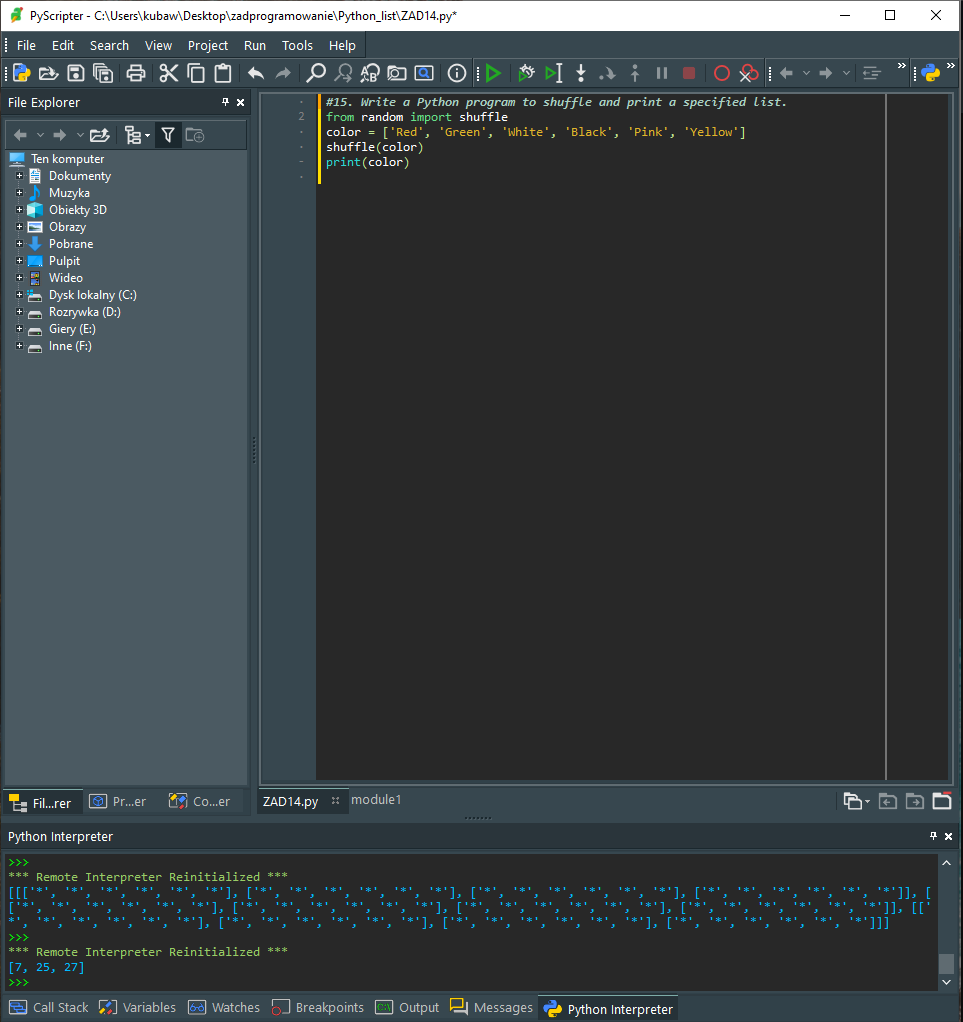 PyScripter - C:\Users\kubaw\Desktop\zadprogramowanie\Python_list\ZAD14.py*
File Edit Search View Project Run Tools Help
File Explorer
Ten komputer
Dokumenty
Muzyka
Obiekty 3D
Obrazy
Pobrane
Pulpit
Wideo
Dysk lokalny (C:)
Rozrywka (D:)
Giery (E:)
Inne (F:)
Fil...rer Pr...er Co...er
#15. Write a Python program to shuffle and print a specified list.
2 from random import shuffle
color = ['Red', 'Green', 'White', 'Black', 'Pink', 'Yellow']
shuffle(color)
print(color)
ZAD14.py module1
Python Interpreter
>>>
*** Remote Interpreter Reinitialized ***
[[['*', '*', '*', '*', '*', '*'], ['*', '*', '*', '*', '*', '*'], ['*', '*', '*', '*', '*', '*'], ['*', '*', '*', '*', '*', '*']], [
['*', '*', '*', '*', '*', '*'], ['*', '*', '*', '*', '*', '*'], ['*', '*', '*', '*', '*', '*'], ['*', '*', '*', '*', '*', '*']], [['
*', '*', '*', '*', '*', '*'], ['*', '*', '*', '*', '*', '*'], ['*', '*', '*', '*', '*', '*'], ['*', '*', '*', '*', '*', '*']]]
>>>
*** Remote Interpreter Reinitialized ***
[7, 25, 27]
>>>
Call Stack Variables Watches Breakpoints Output Messages Python Interpreter